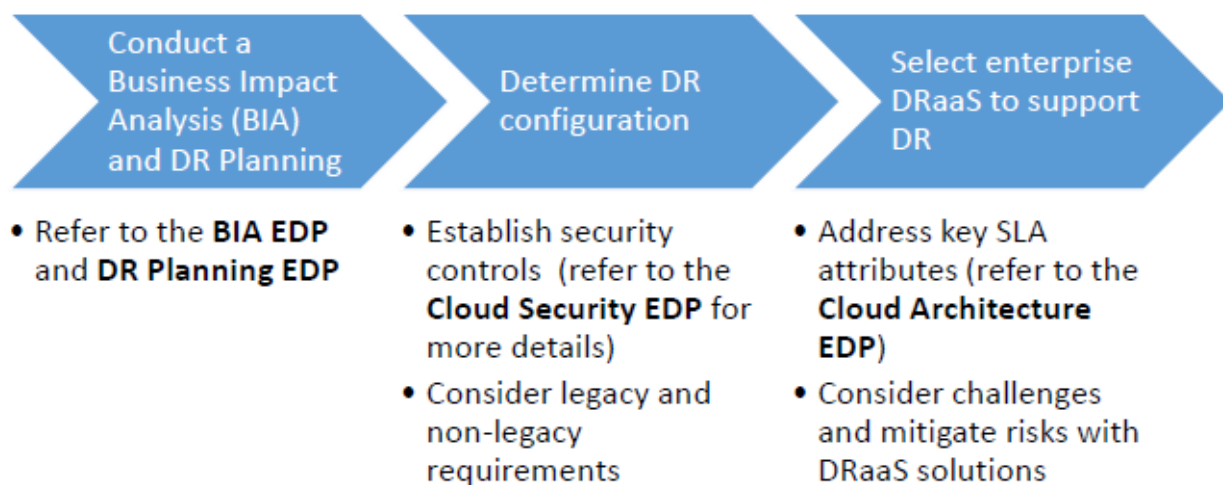 Conduct a
Business Impact
Analysis (BIA)
and DR Planning
• Refer to the BIA EDP
and DR Planning EDP
Determine DR
configuration
• Establish security
controls (refer to the
Cloud Security EDP for
more details)
• Consider legacy and
non-legacy
requirements
Select enterprise
DRaaS to support
DR
• Address key SLA
attributes (refer to the
Cloud Architecture
EDP)
• Consider challenges
and mitigate risks with
DRaaS solutions